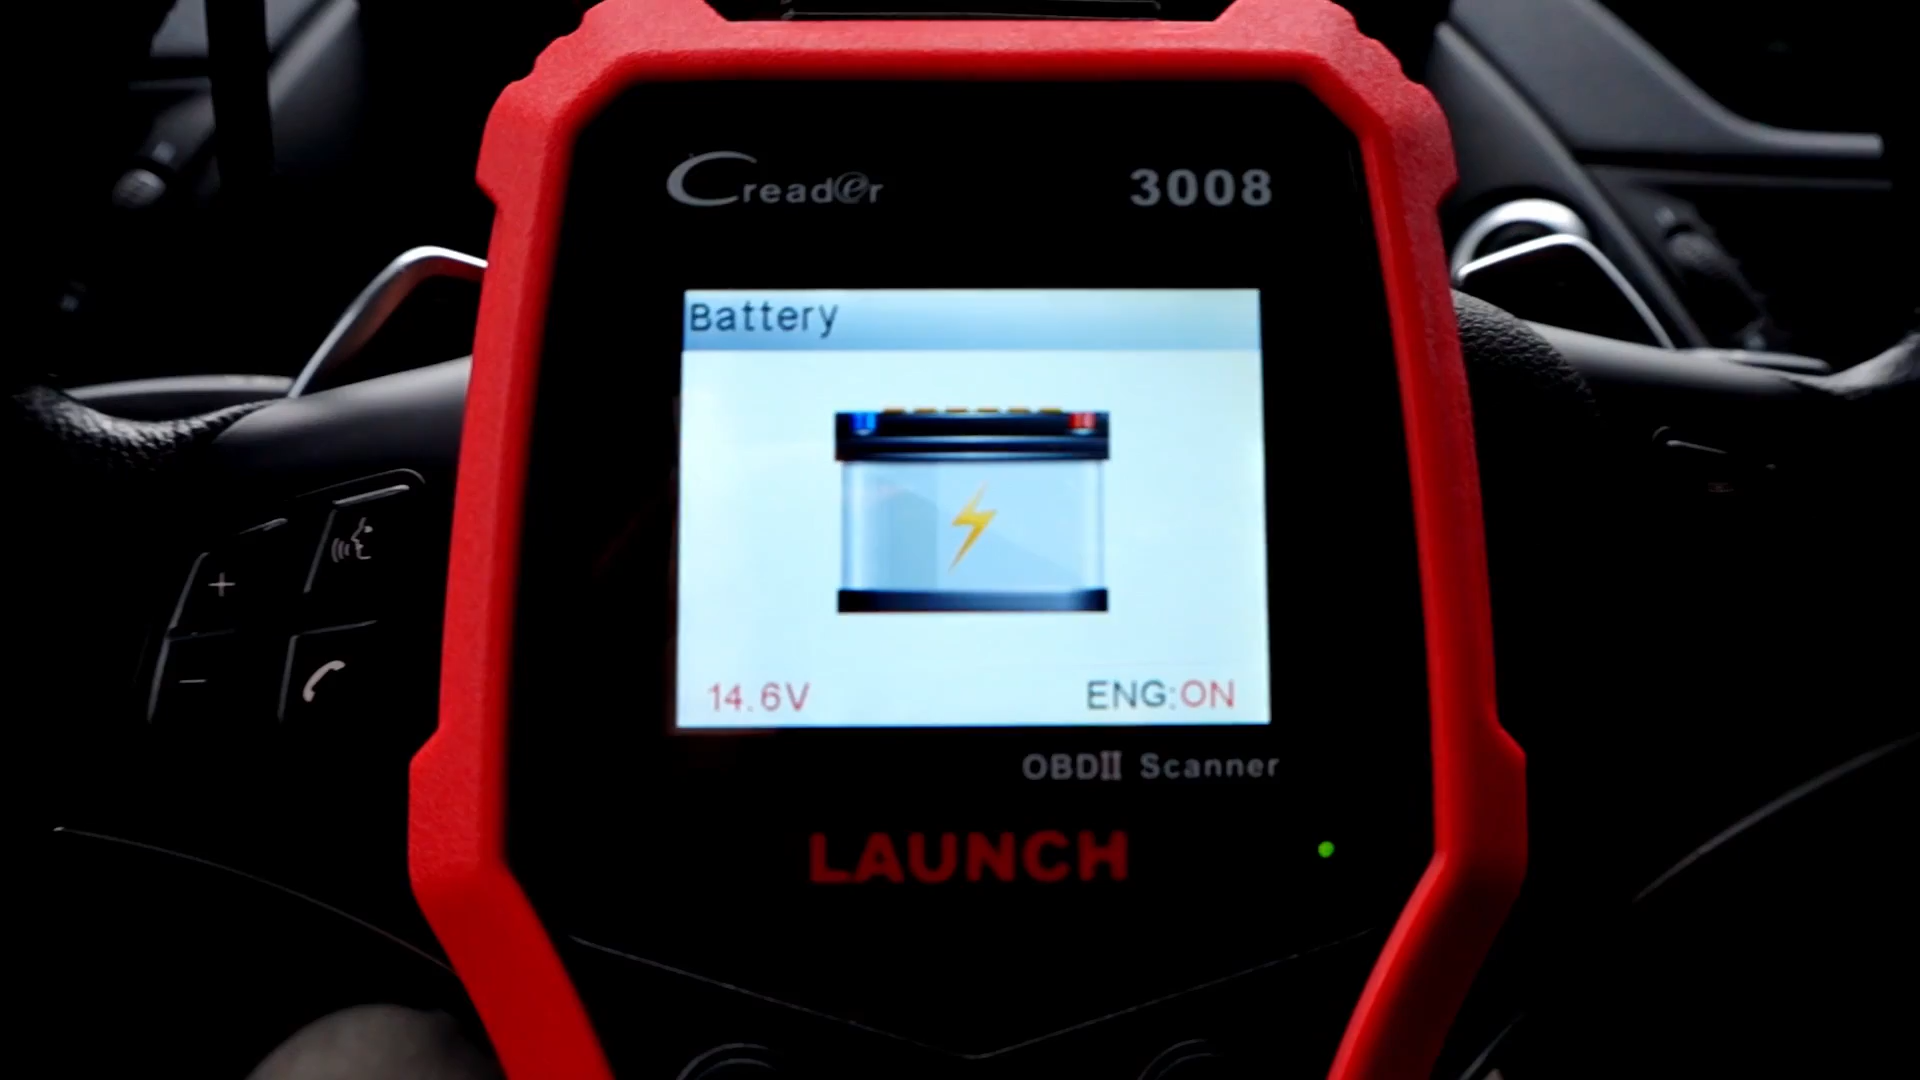 Creader 3008
Battery
14.6V ENG:ON
OBDII Scanner
LAUNCH
+
−